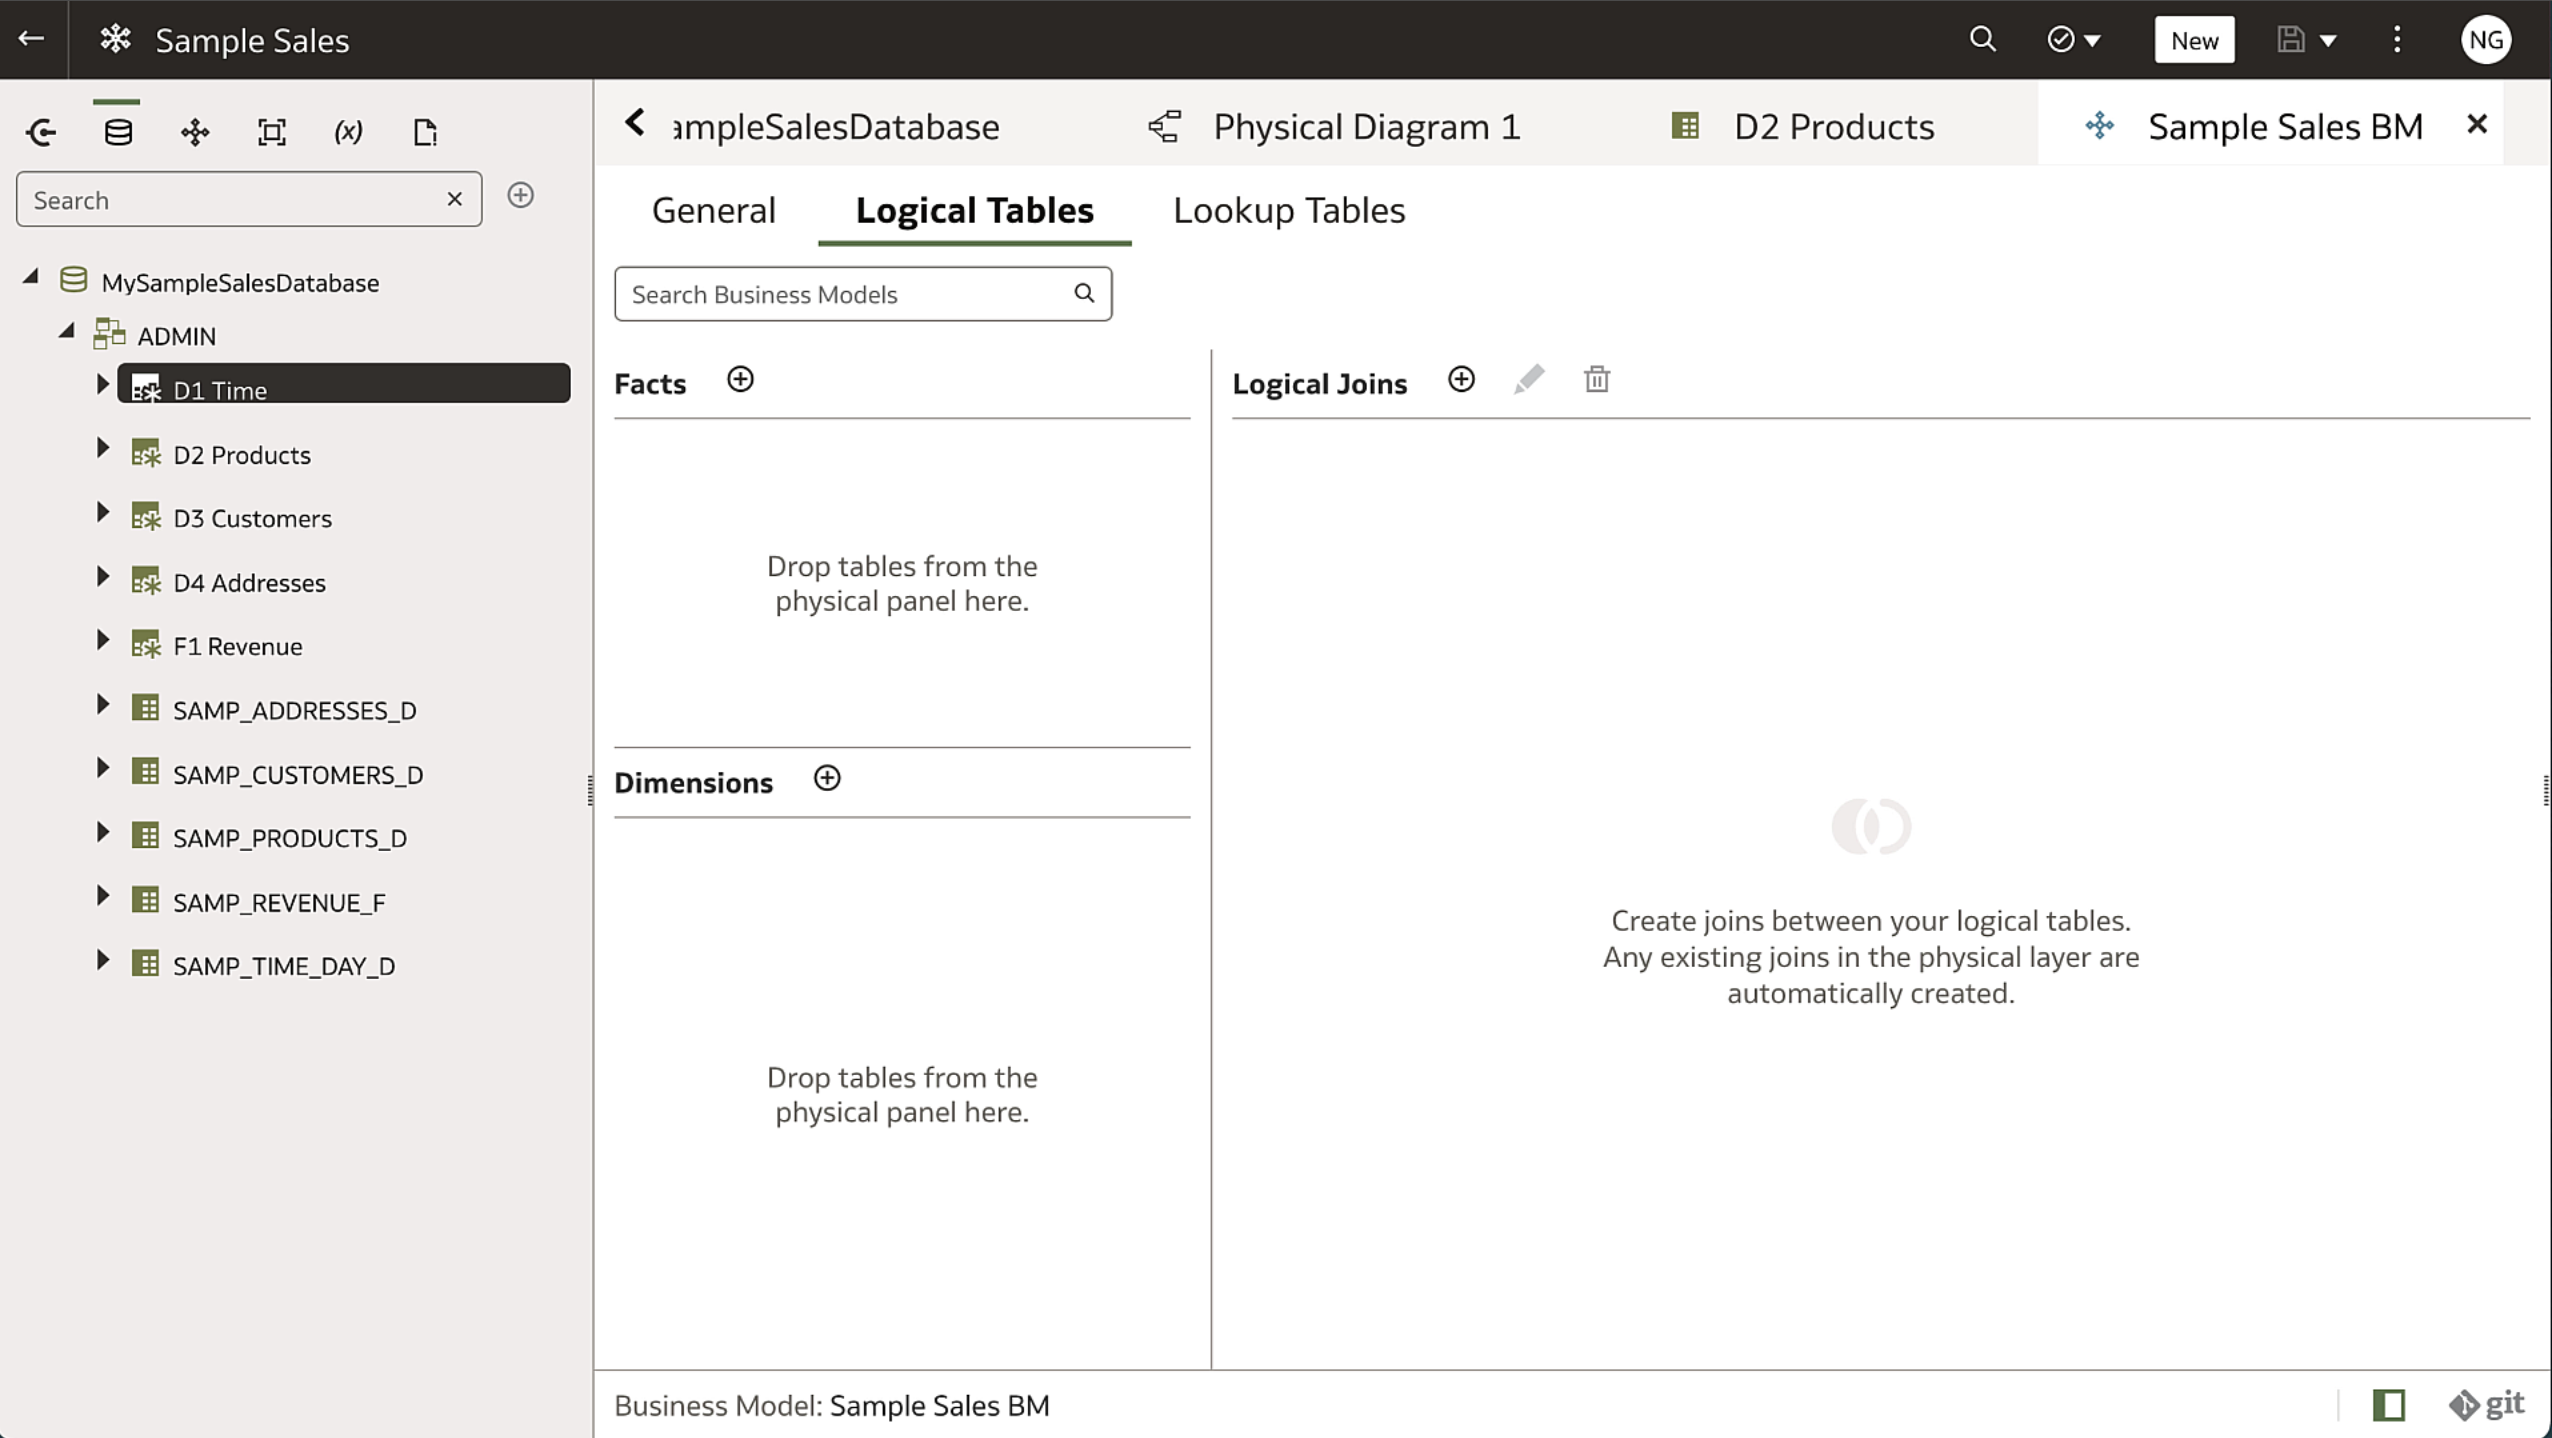 Sample Sales
New
NG
Search
MySampleSalesDatabase
ADMIN
D1 Time
D2 Products
D3 Customers
D4 Addresses
F1 Revenue
SAMP_ADDRESSES_D
SAMP_CUSTOMERS_D
SAMP_PRODUCTS_D
SAMP_REVENUE_F
SAMP_TIME_DAY_D
ampleSalesDatabase
Physical Diagram 1
D2 Products
Sample Sales BM
General
Logical Tables
Lookup Tables
Search Business Models
Facts
Drop tables from the
physical panel here.
Dimensions
Drop tables from the
physical panel here.
Logical Joins
Create joins between your logical tables.
Any existing joins in the physical layer are
automatically created.
Business Model: Sample Sales BM
git